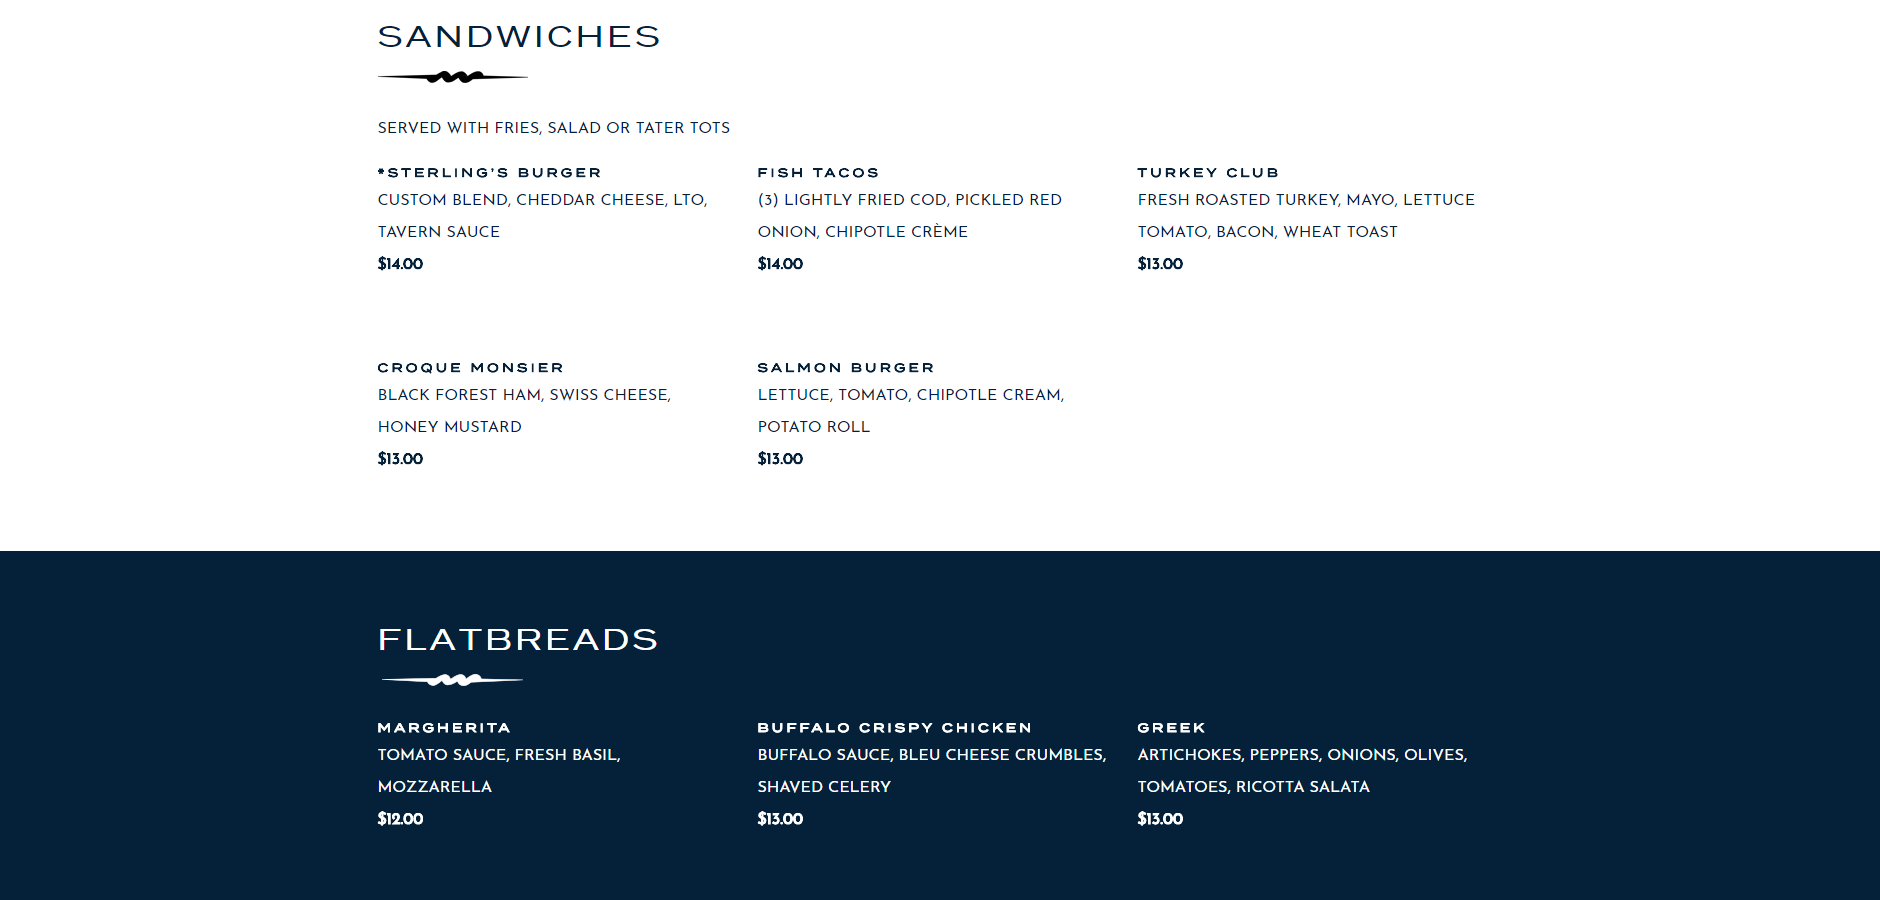 SANDWICHES
SERVED WITH FRIES, SALAD OR TATER TOTS
*STERLING'S BURGER
CUSTOM BLEND, CHEDDAR CHEESE, LTO,
TAVERN SAUCE
$14.00
FISH TACOS
(3) LIGHTLY FRIED COD, PICKLED RED
ONION, CHIPOTLE CRÈME
$14.00
TURKEY CLUB
FRESH ROASTED TURKEY, MAYO, LETTUCE
TOMATO, BACON, WHEAT TOAST
$13.00
CROQUE MONSIER
BLACK FOREST HAM, SWISS CHEESE,
HONEY MUSTARD
$13.00
SALMON BURGER
LETTUCE, TOMATO, CHIPOTLE CREAM,
POTATO ROLL
$13.00
FLATBREADS
MARGHERITA
TOMATO SAUCE, FRESH BASIL,
MOZZARELLA
$12.00
BUFFALO CRISPY CHICKEN
BUFFALO SAUCE, BLEU CHEESE CRUMBLES,
SHAVED CELERY
$13.00
GREEK
ARTICHOKES, PEPPERS, ONIONS, OLIVES,
TOMATOES, RICOTTA SALATA
$13.00